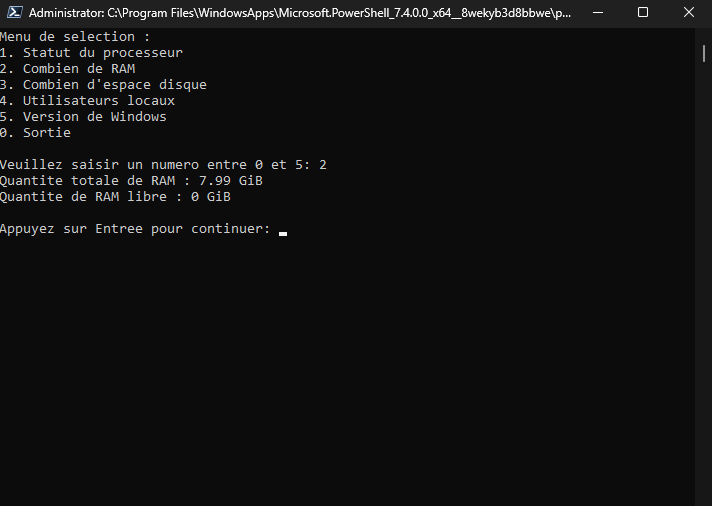 Administrator: C:\Program Files\WindowsApps\Microsoft.PowerShell_7.4.0.0_x64__8wekyb3d8bbwe\p...
Menu de selection :
1. Statut du processeur
2. Combien de RAM
3. Combien d'espace disque
4. Utilisateurs locaux
5. Version de Windows
0. Sortie
Veuillez saisir un numero entre 0 et 5: 2
Quantite totale de RAM : 7.99 GiB
Quantite de RAM libre : 0 GiB
Appuyez sur Entree pour continuer: